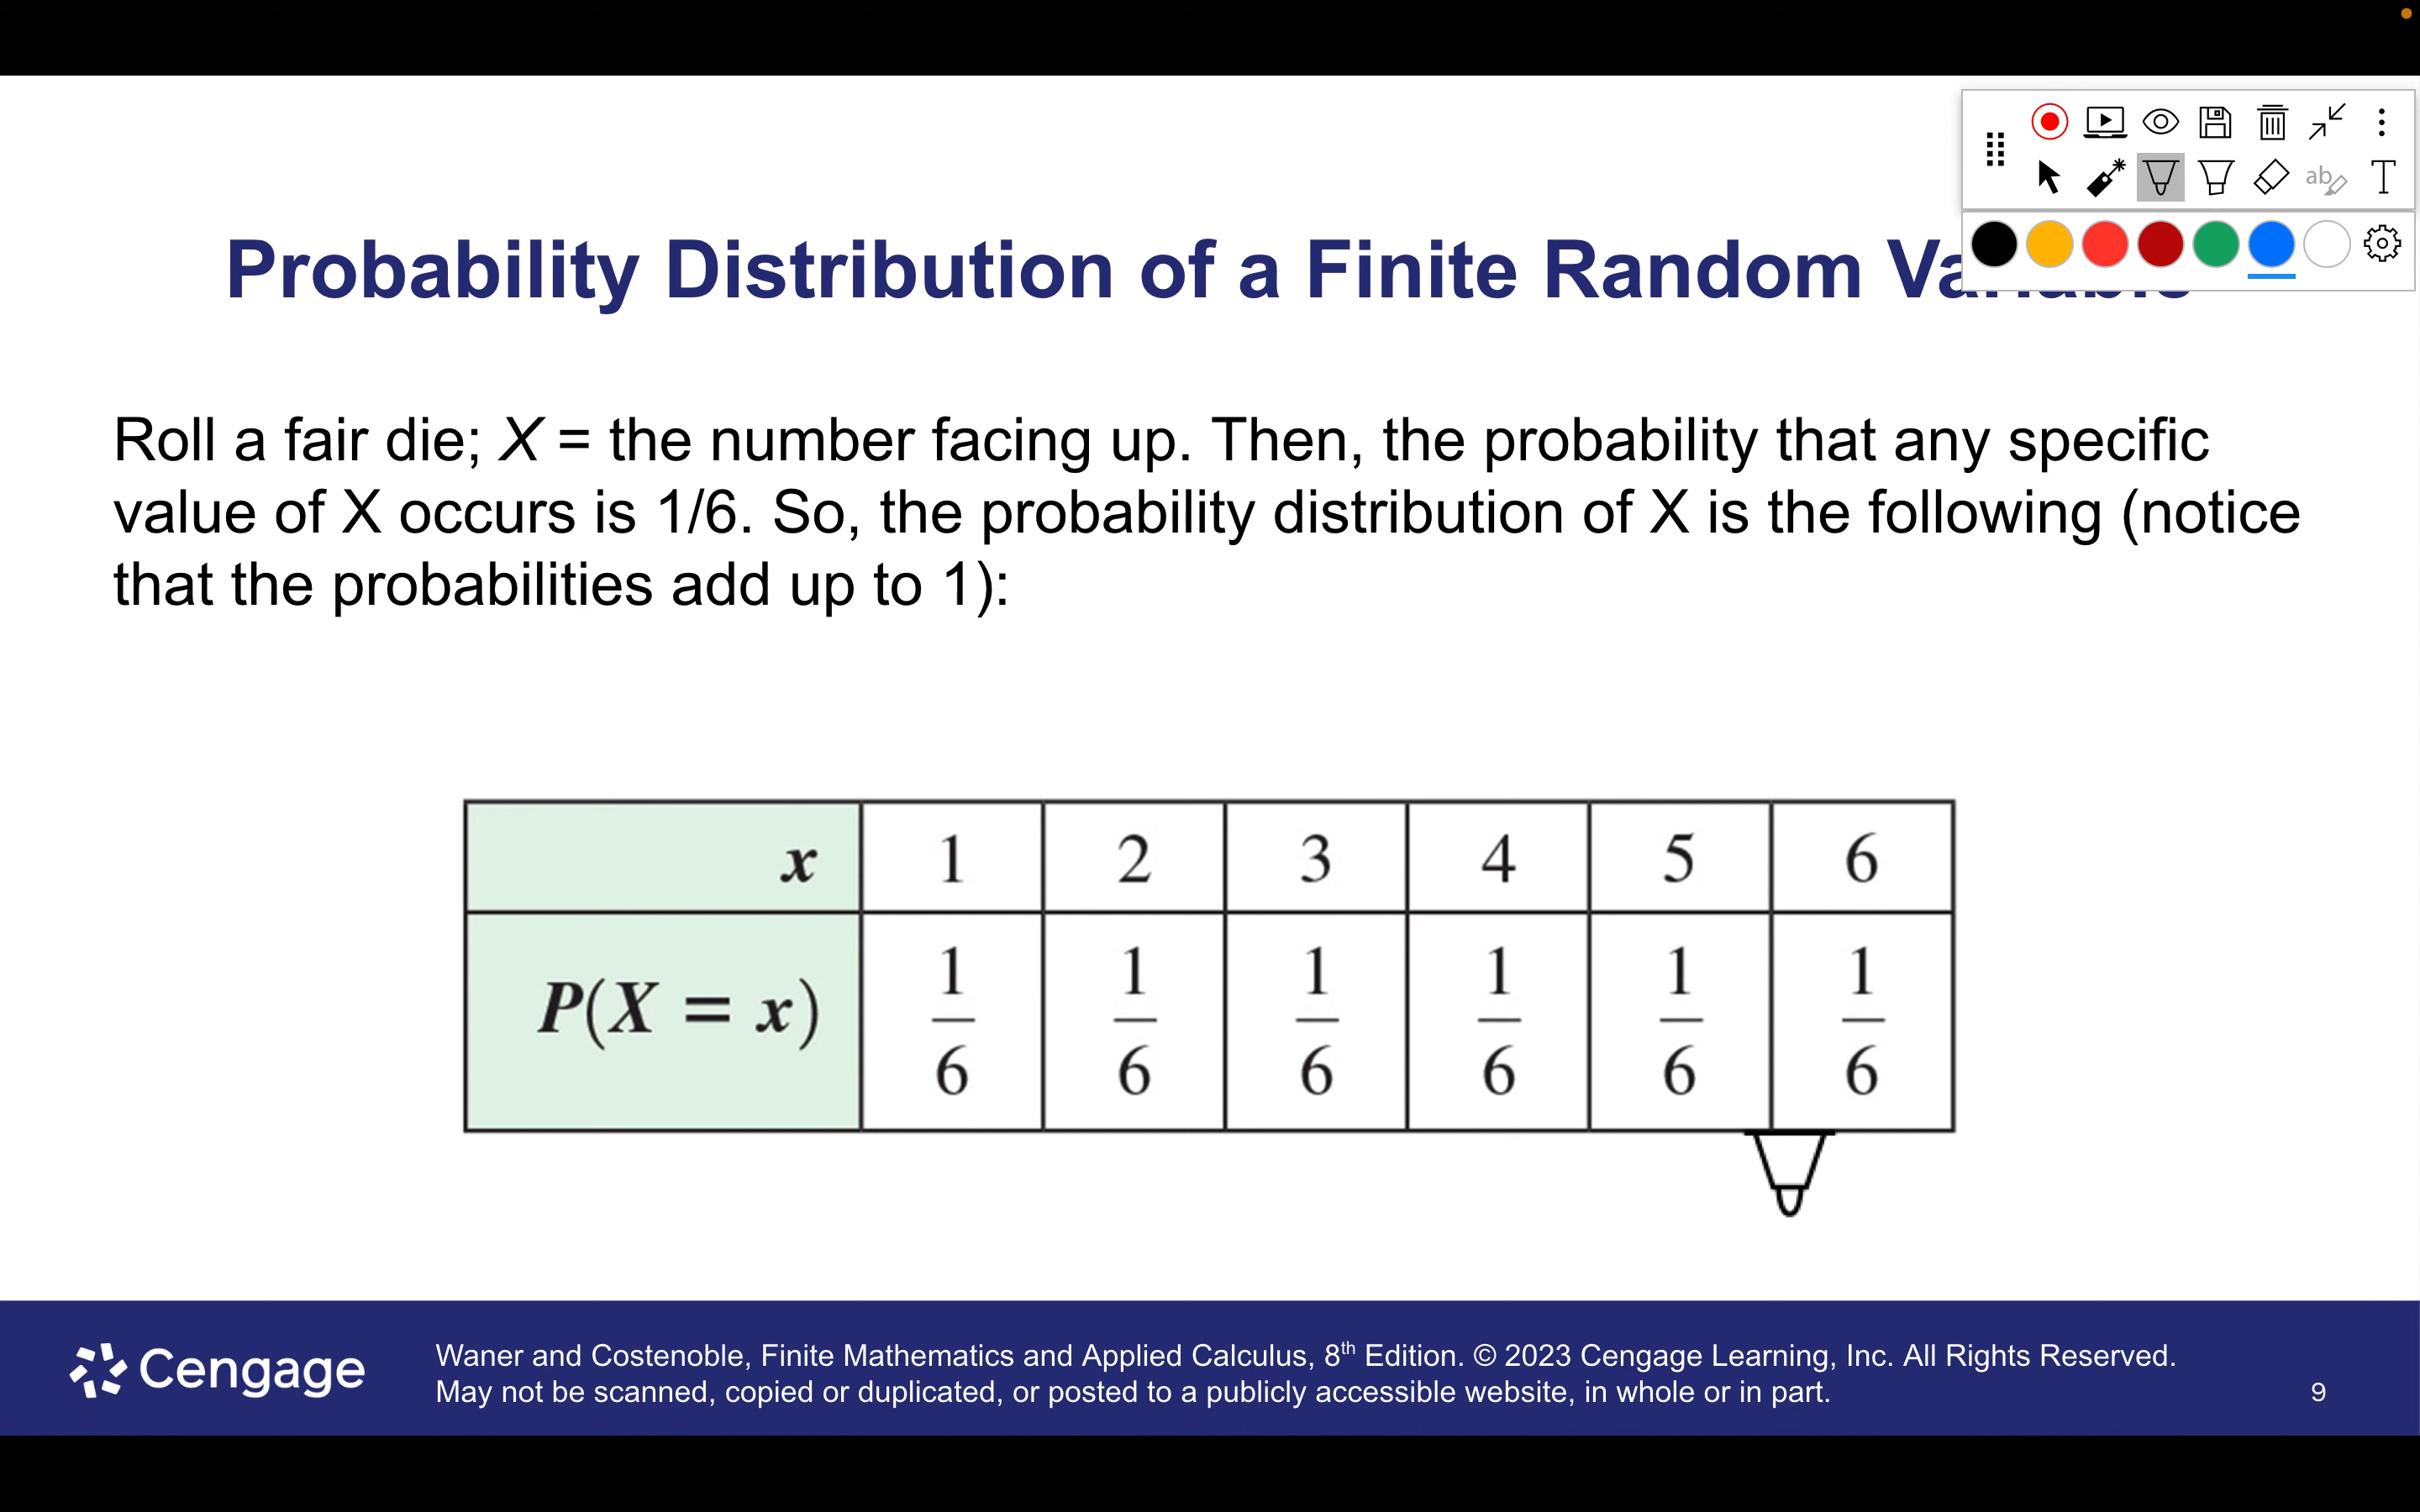 ab
T
Probability Distribution of a Finite Random
Roll a fair die; X = the number facing up. Then, the probability that any specific
value of X occurs is 1/6. So, the probability distribution of X is the following (notice
that the probabilities add up to 1):
x 1 2 3 4 5 6
P(X = x) 1/6 1/6 1/6 1/6 1/6 1/6
Cengage
Waner and Costenoble, Finite Mathematics and Applied Calculus, 8th Edition. © 2023 Cengage Learning, Inc. All Rights Reserved.
May not be scanned, copied or duplicated, or posted to a publicly accessible website, in whole or in part.
9